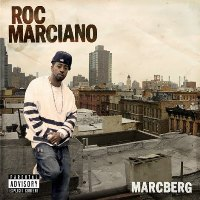 ROC
MARCIANO
PARENTAL
ADVISORY
EXPLICIT CONTENT
MARCBERG